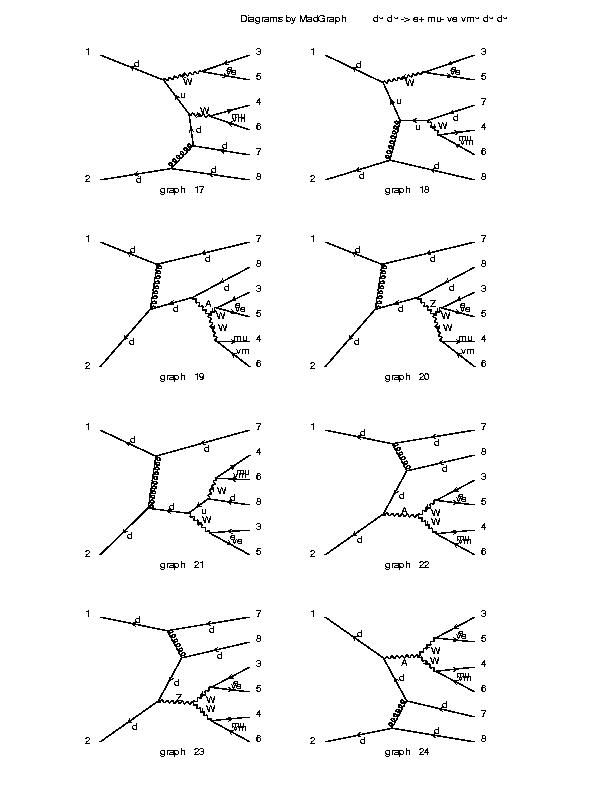 Diagrams by MadGraph d~ d~ -> e+ mu- ve vm~ d~ d~
1 d W e ve 3 5 u W mu vm 4 6 d d 7 2 d d 8
graph 17
1 d W e ve 3 5 u u d 7 W mu vm 4 6 2 d d 8
graph 18
1 d d 7 d 8 d A W e ve 3 5 W mu vm 4 6 2 d
graph 19
1 d d 7 d 8 d Z W e ve 3 5 W mu vm 4 6 2 d
graph 20
1 d d 7 mu vm 4 6 W d 8 d u W e ve 3 5 2 d
graph 21
1 d d 7 d 8 d A W e ve 3 5 W mu vm 4 6 2 d
graph 22
1 d d 7 d 8 d Z W e ve 3 5 W mu vm 4 6 2 d
graph 23
1 d A W e ve 3 5 W mu vm 4 6 d d 7 2 d d 8
graph 24